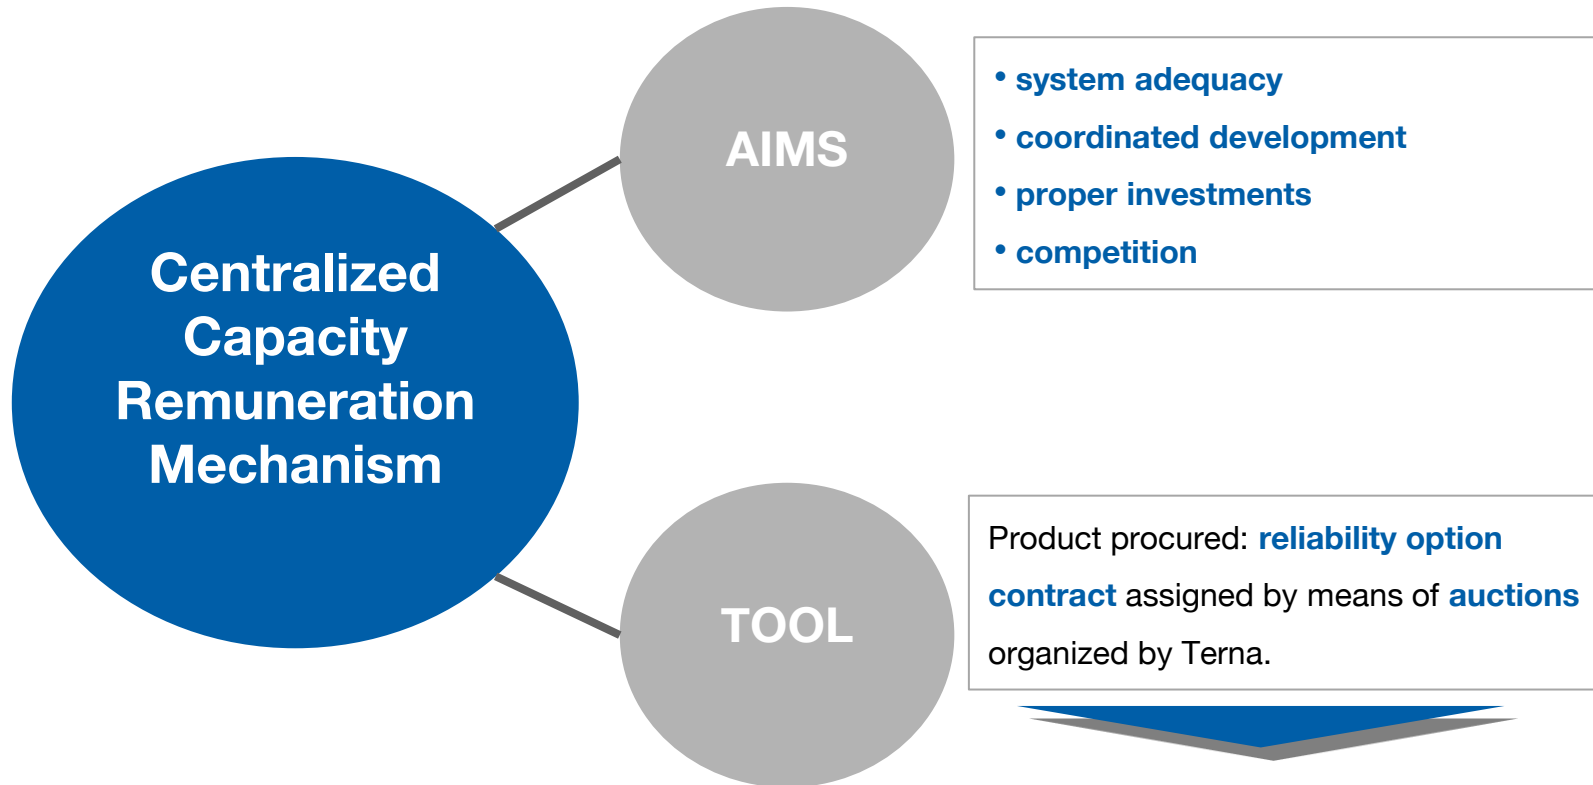 Centralized
Capacity
Remuneration
Mechanism
AIMS
• system adequacy
• coordinated development
• proper investments
• competition
TOOL
Product procured: reliability option
contract assigned by means of auctions
organized by Terna.